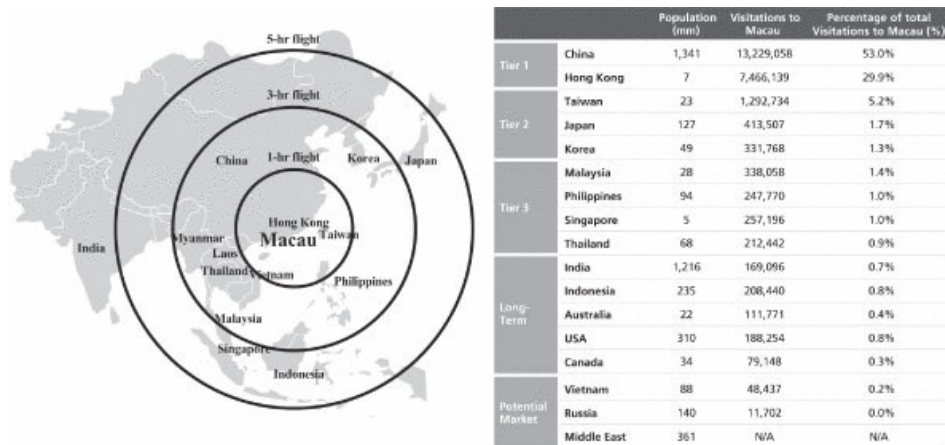 5-hr flight
3-hr flight
China
1-hr flight
Korea
Japan
Hong Kong
India
Myanmar
Macau
Taiwan
Laos
Thailand
Vietnam
Philippines
Malaysia
Singapore
Indonesia
Population (mm) Visitations to Macau Percentage of total Visitations to Macau (%)
Tier 1
China 1,341 13,229,058 53.0%
Hong Kong 7 7,466,139 29.9%
Tier 2
Taiwan 23 1,292,734 5.2%
Japan 127 413,507 1.7%
Korea 49 331,768 1.3%
Tier 3
Malaysia 28 338,058 1.4%
Philippines 94 247,770 1.0%
Singapore 5 257,196 1.0%
Thailand 68 212,442 0.9%
Long-Term
India 1,216 169,096 0.7%
Indonesia 235 208,440 0.8%
Australia 22 111,771 0.4%
USA 310 188,254 0.8%
Canada 34 79,148 0.3%
Potential Market
Vietnam 88 48,437 0.2%
Russia 140 11,702 0.0%
Middle East 361 N/A N/A